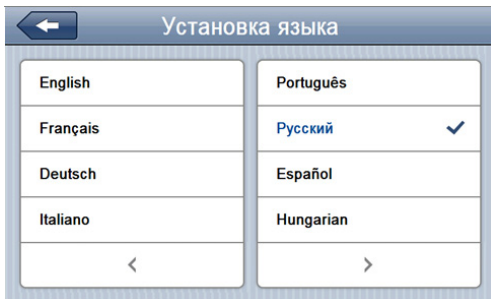 Установка языка
English
Français
Deutsch
Italiano
Português
Русский
Español
Hungarian